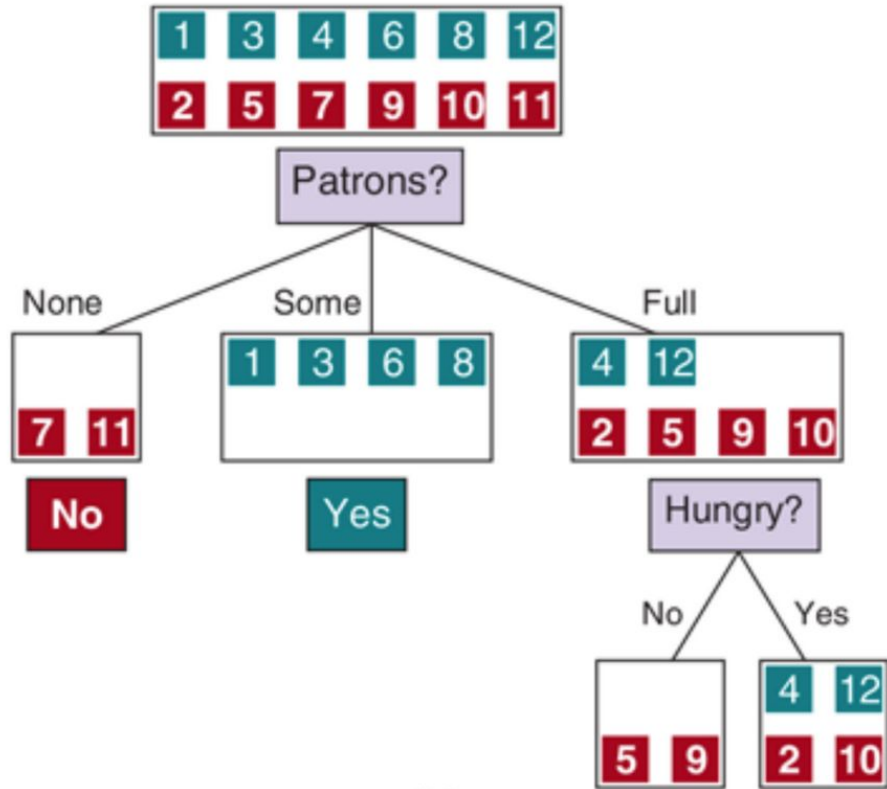 1 3 4 6 8 12
2 5 7 9 10 11
Patrons?
None Some Full
1 3 6 8 4 12
7 11 2 5 9 10
No Yes Hungry?
No Yes
4 12
5 9 2 10